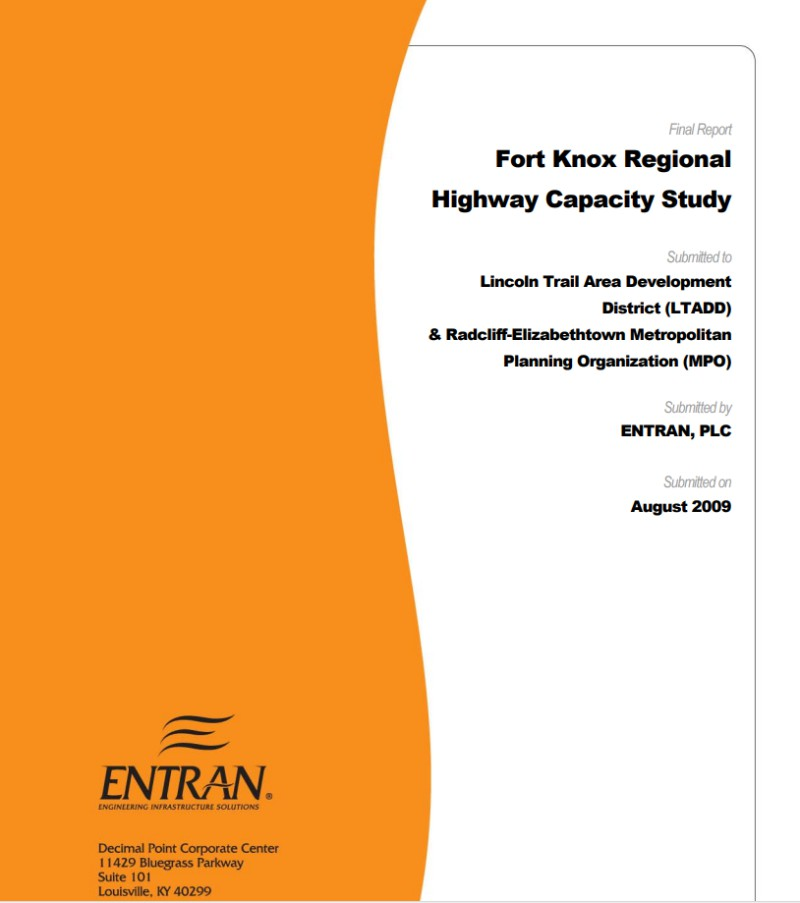 Final Report
Fort Knox Regional
Highway Capacity Study
Submitted to
Lincoln Trail Area Development
District (LTADD)
& Radcliff-Elizabethtown Metropolitan
Planning Organization (MPO)
Submitted by
ENTRAN, PLC
Submitted on
August 2009
ENTRAN®
ENGINEERING INFRASTRUCTURE SOLUTIONS
Decimal Point Corporate Center
11429 Bluegrass Parkway
Suite 101
Louisville, KY 40299